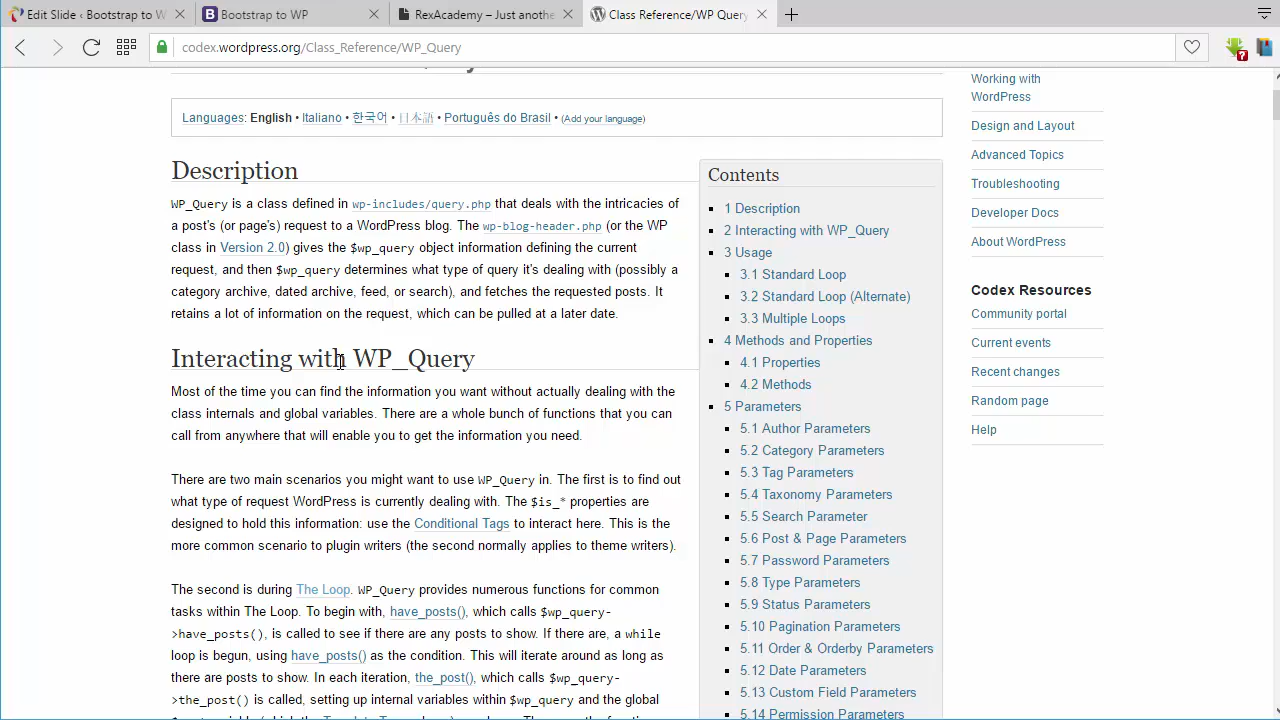 Edit Slide ‹ Bootstrap to W
Bootstrap to WP
RexAcademy – Just anothe
Class Reference/WP Query
codex.wordpress.org/Class_Reference/WP_Query
Languages: English • Italiano • 한국어 • 日本語 • Português do Brasil • (Add your language)
Description
WP_Query is a class defined in wp-includes/query.php that deals with the intricacies
of a post's (or page's) request to a WordPress blog. The wp-blog-header.php (or the WP
class in Version 2.0) gives the $wp_query object information defining the current
request, and then $wp_query determines what type of query it's dealing with (possibly a
category archive, dated archive, feed, or search), and fetches the requested posts. It
retains a lot of information on the request, which can be pulled at a later date.
Interacting with WP_Query
Most of the time you can find the information you want without actually dealing with the
class internals and global variables. There are a whole bunch of functions that you can
call from anywhere that will enable you to get the information you need.
There are two main scenarios you might want to use WP_Query in. The first is to find out
what type of request WordPress is currently dealing with. The $is_* properties are
designed to hold this information: use the Conditional Tags to interact here. This is the
more common scenario to plugin writers (the second normally applies to theme writers).
The second is during The Loop. WP_Query provides numerous functions for common
tasks within The Loop. To begin with, have_posts(), which calls $wp_query-
>have_posts(), is called to see if there are any posts to show. If there are, a while
loop is begun, using have_posts() as the condition. This will iterate around as long as
there are posts to show. In each iteration, the_post(), which calls $wp_query-
>the_post() is called, setting up internal variables within $wp_query and the global
Contents
1 Description
2 Interacting with WP_Query
3 Usage
3.1 Standard Loop
3.2 Standard Loop (Alternate)
3.3 Multiple Loops
4 Methods and Properties
4.1 Properties
4.2 Methods
5 Parameters
5.1 Author Parameters
5.2 Category Parameters
5.3 Tag Parameters
5.4 Taxonomy Parameters
5.5 Search Parameter
5.6 Post & Page Parameters
5.7 Password Parameters
5.8 Type Parameters
5.9 Status Parameters
5.10 Pagination Parameters
5.11 Order & Orderby Parameters
5.12 Date Parameters
5.13 Custom Field Parameters
5.14 Permission Parameters
Working with
WordPress
Design and Layout
Advanced Topics
Troubleshooting
Developer Docs
About WordPress
Codex Resources
Community portal
Current events
Recent changes
Random page
Help